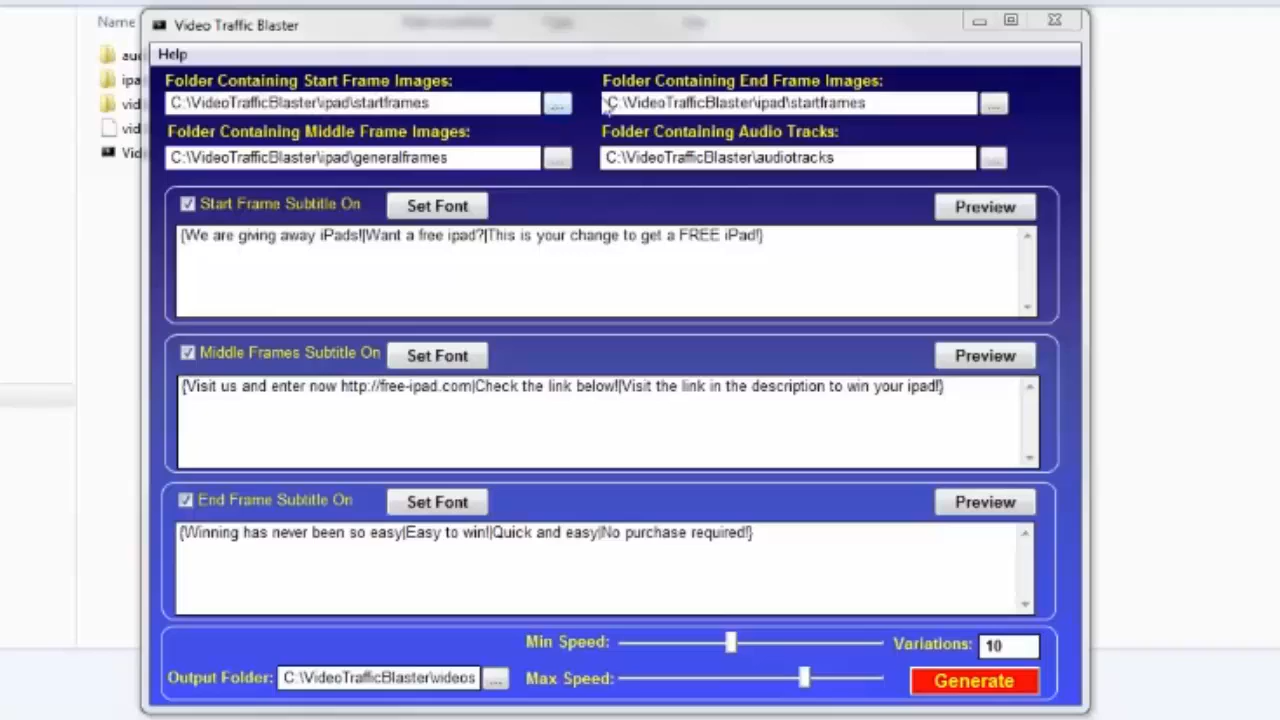 Name
Video Traffic Blaster
Help
Folder Containing Start Frame Images:
Folder Containing End Frame Images:
C:\VideoTrafficBlaster\ipad\startframes
...
C:\VideoTrafficBlaster\ipad\startframes
...
Folder Containing Middle Frame Images:
Folder Containing Audio Tracks:
C:\VideoTrafficBlaster\ipad\generalframes
...
C:\VideoTrafficBlaster\audiotracks
...
aud
ipa
vid
vid
Vid
Start Frame Subtitle On
Set Font
Preview
{We are giving away iPads!|Want a free ipad?|This is your change to get a FREE iPad!}
Middle Frames Subtitle On
Set Font
Preview
{Visit us and enter now http://free-ipad.com|Check the link below!|Visit the link in the description to win your ipad!}
End Frame Subtitle On
Set Font
Preview
{Winning has never been so easy|Easy to win!|Quick and easy|No purchase required!}
Min Speed:
Variations: 10
Output Folder: C:\VideoTrafficBlaster\videos ...
Max Speed:
Generate